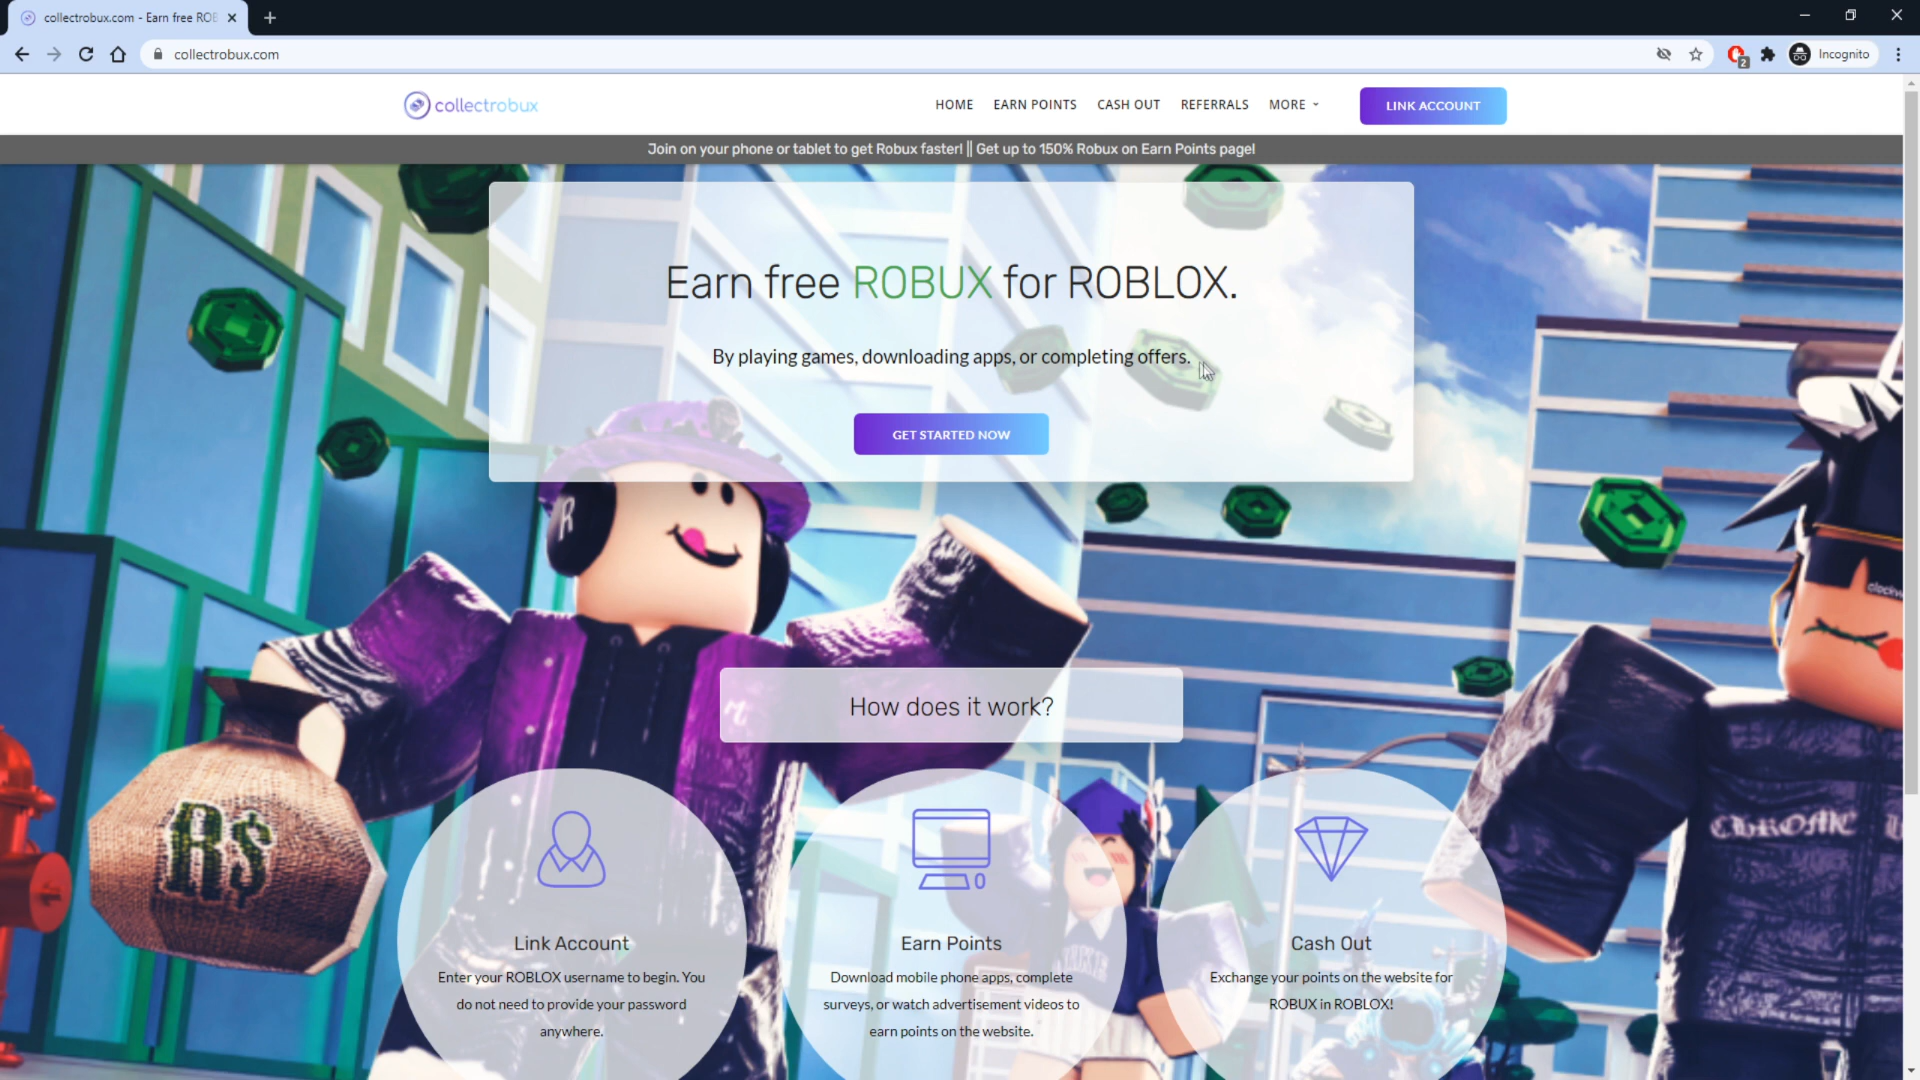 collectrobux.com - Earn free ROB
collectrobux.com
2
Incognito
collectrobux
HOME
EARN POINTS
CASH OUT
REFERRALS
MORE
LINK ACCOUNT
Join on your phone or tablet to get Robux faster! || Get up to 150% Robux on Earn Points page!
Earn free ROBUX for ROBLOX.
By playing games, downloading apps, or completing offers.
GET STARTED NOW
R
How does it work?
R$
CHROME
Link Account
Enter your ROBLOX username to begin. You
do not need to provide your password
anywhere.
Earn Points
Download mobile phone apps, complete
surveys, or watch advertisement videos to
earn points on the website.
Cash Out
Exchange your points on the website for
ROBUX in ROBLOX!